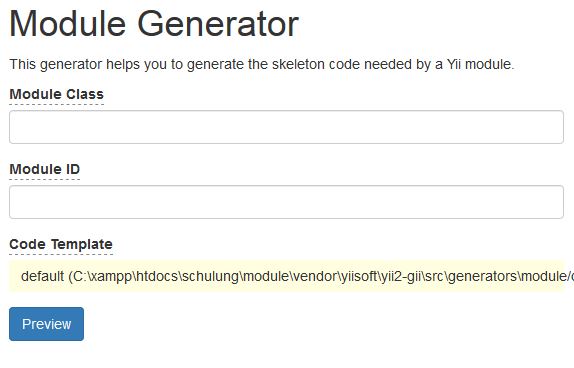 Module Generator
This generator helps you to generate the skeleton code needed by a Yii module.
Module Class
Module ID
Code Template
default (C:\xampp\htdocs\schulung\module\vendor\yiisoft\yii2-gii\src\generators\module/
Preview